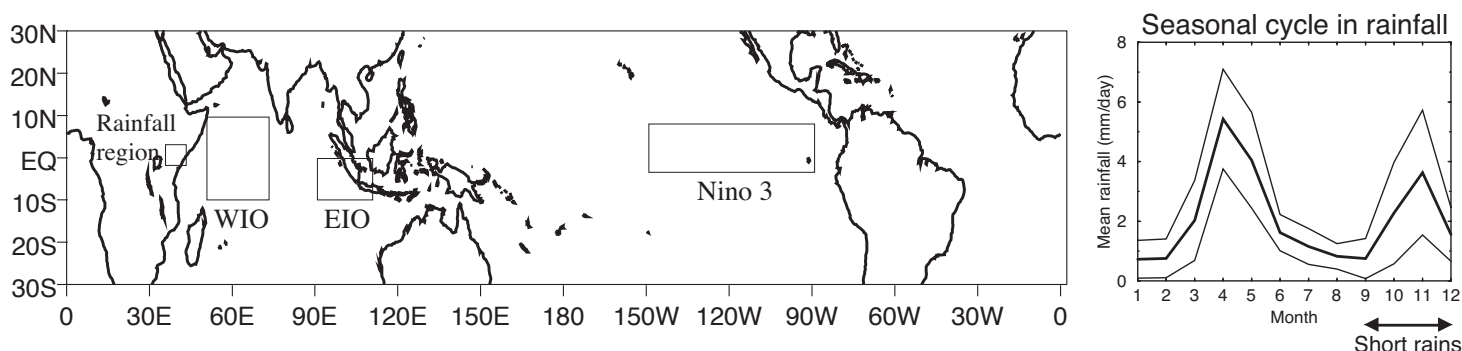 30N
20N
10N
EQ
10S
20S
30S
Rainfall
region
WIO
EIO
Nino 3
0 30E 60E 90E 120E 150E 180 150W 120W 90W 60W 30W 0
Seasonal cycle in rainfall
Mean rainfall (mm/day)
8
6
4
2
0
1 2 3 4 5 6 7 8 9 10 11 12
Month
Short rains